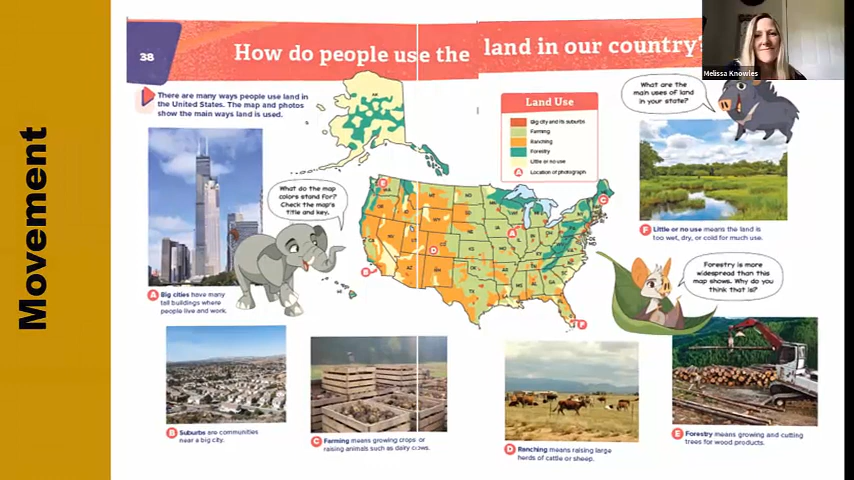 Movement
38
How do people use the land in our country?
There are many ways people use land in
the United States. The map and photos
show the main ways land is used.
Melissa Knowles
What are the
main uses of land
in your state?
Land Use
Big city and its suburbs
Farming
Ranching
Forestry
Little or no use
A Location of photograph
What do the map
colors stand for?
Check the map's
title and key.
E
C
A
D
B
F
F Little or no use means the land is
too wet, dry, or cold for much use.
Forestry is more
widespread than this
map shows. Why do you
think that is?
A Big cities have many
tall buildings where
people live and work.
B Suburbs are communities
near a big city.
C Farming means growing crops or
raising animals such as dairy cows.
D Ranching means raising large
herds of cattle or sheep.
E Forestry means growing and cutting
trees for wood products.